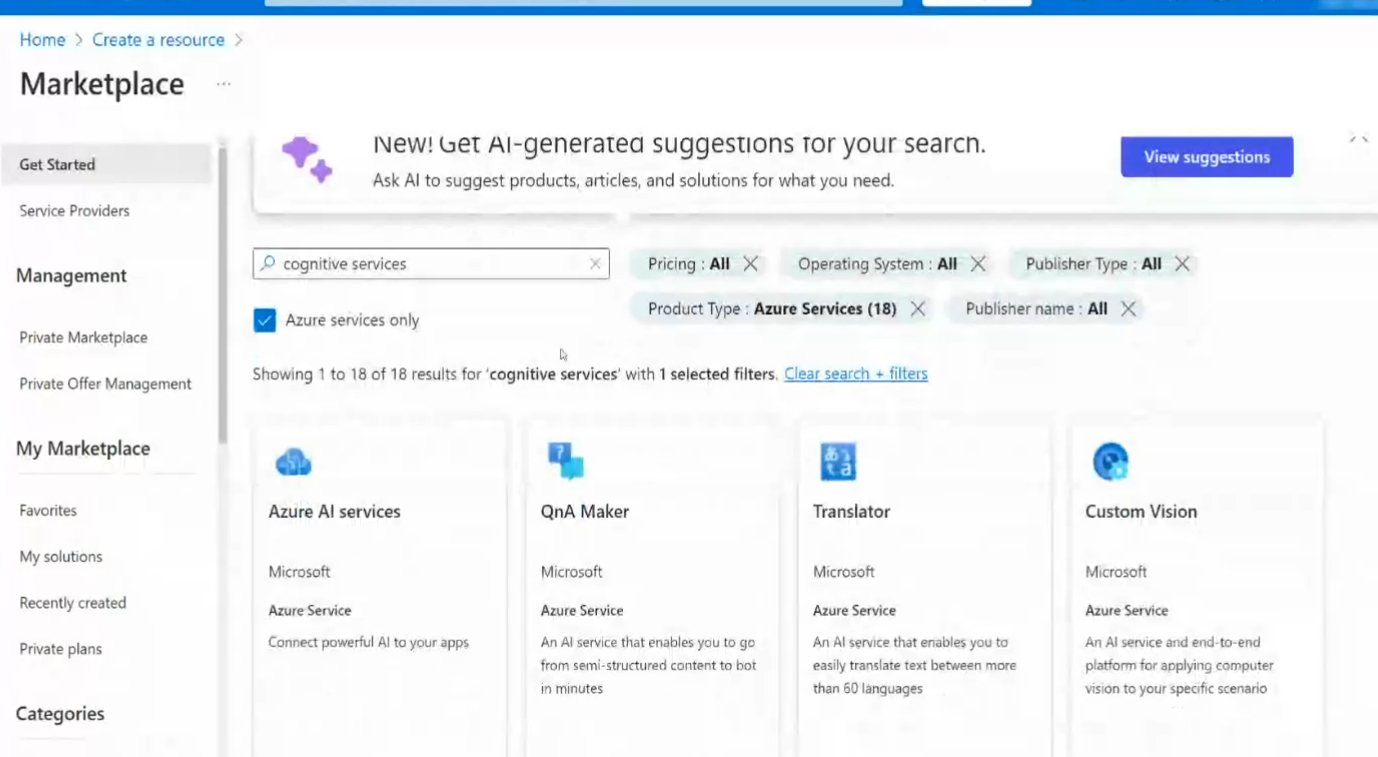 Home > Create a resource >
Marketplace ...
Get Started
Service Providers
Management
Private Marketplace
Private Offer Management
My Marketplace
Favorites
My solutions
Recently created
Private plans
Categories
New! Get AI-generated suggestions for your search.
Ask AI to suggest products, articles, and solutions for what you need.
View suggestions
cognitive services
Pricing : All
Operating System : All
Publisher Type : All
Product Type : Azure Services (18)
Publisher name : All
Azure services only
Showing 1 to 18 of 18 results for 'cognitive services' with 1 selected filters. Clear search + filters
Azure AI services
Microsoft
Azure Service
Connect powerful AI to your apps
QnA Maker
Microsoft
Azure Service
An AI service that enables you to go
from semi-structured content to bot
in minutes
Translator
Microsoft
Azure Service
An AI service that enables you to
easily translate text between more
than 60 languages
Custom Vision
Microsoft
Azure Service
An AI service and end-to-end
platform for applying computer
vision to your specific scenario